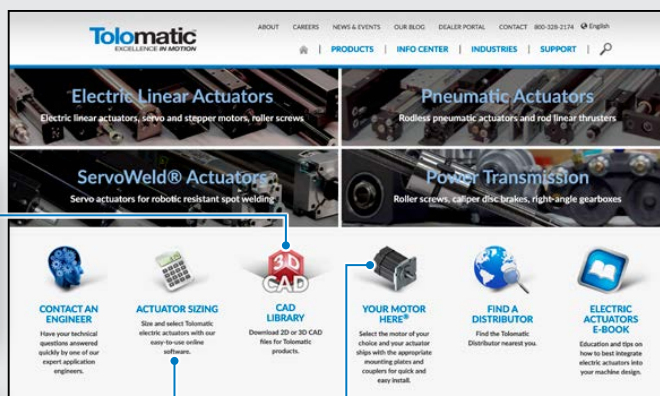 ABOUT CAREERS NEWS & EVENTS OUR BLOG DEALER PORTAL CONTACT 800-328-2174 English
Tolomatic
EXCELLENCE IN MOTION
PRODUCTS | INFO CENTER | INDUSTRIES | SUPPORT |
Electric Linear Actuators
Electric linear actuators, servo and stepper motors, roller screws
Pneumatic Actuators
Rodless pneumatic actuators and rod linear thrusters
ServoWeld® Actuators
Servo actuators for robotic resistant spot welding
Power Transmission
Roller screws, caliper disc brakes, right-angle gearboxes
CONTACT AN
ENGINEER
Have your technical
questions answered
quickly by one of our
expert application
engineers.
ACTUATOR SIZING
Size and select Tolomatic
electric actuators with our
easy-to-use online
software.
3D
CAD
CAD
LIBRARY
Download 2D or 3D CAD
files for Tolomatic
products.
YOUR MOTOR
HERE®
Select the motor of your
choice and your actuator
ships with the appropriate
mounting plates and
couplers for quick and
easy install.
FIND A
DISTRIBUTOR
Find the Tolomatic
Distributor nearest you.
ELECTRIC
ACTUATORS
E-BOOK
Education and tips on
how to best integrate
electric actuators into
your machine design.